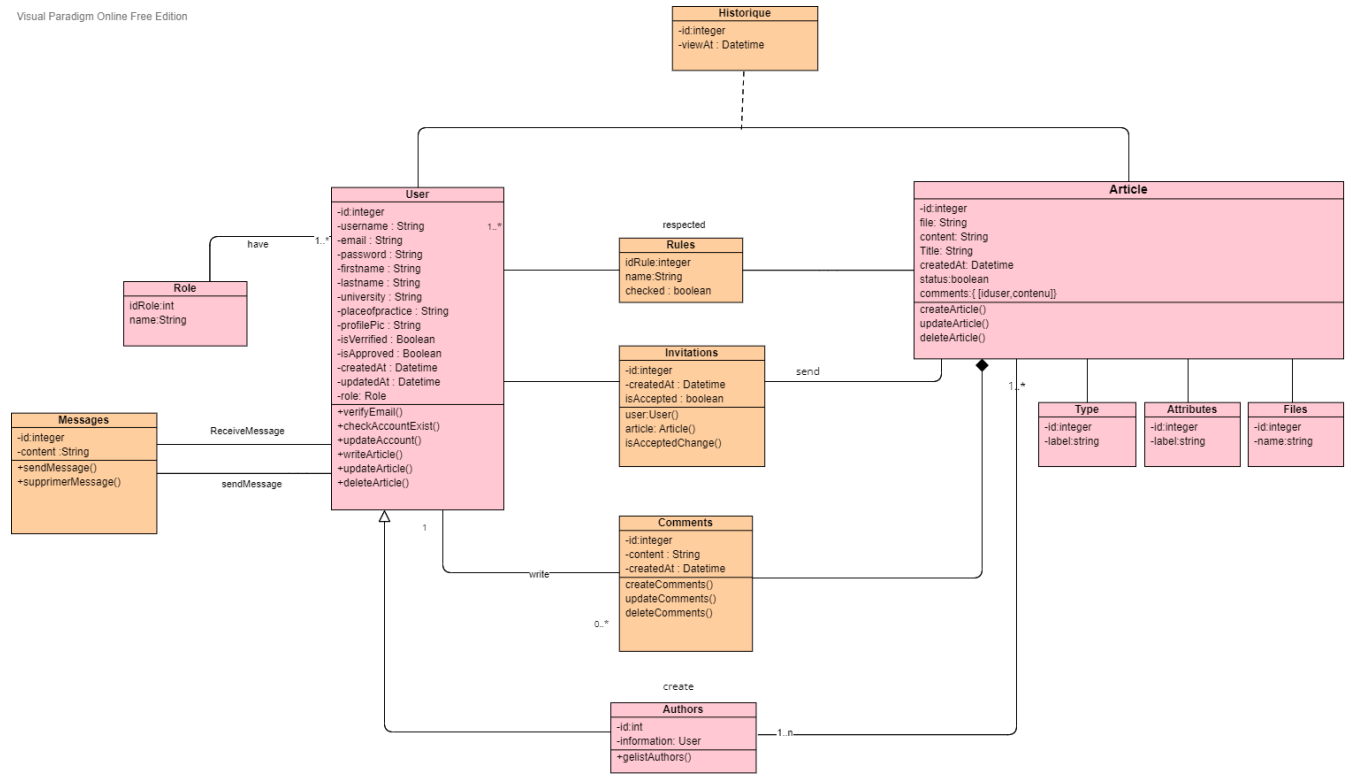 Visual Paradigm Online Free Edition
Historique
-id:integer
-viewAt : Datetime
User
-id:integer
-username : String
-email : String
-password : String
-firstname : String
-lastname : String
-university : String
-placeofpractice : String
-profilePic : String
-isVerrified : Boolean
-isApproved : Boolean
-createdAt : Datetime
-updatedAt : Datetime
-role: Role
+verifyEmail()
+checkAccountExist()
+updateAccount()
+writeArticle()
+updateArticle()
+deleteArticle()
1..*
1..*
have
Role
idRole:int
name:String
respected
Rules
idRule:integer
name:String
checked : boolean
Article
-id:integer
file: String
content: String
Title: String
createdAt: Datetime
status:boolean
comments:{ [iduser,contenu]}
createArticle()
updateArticle()
deleteArticle()
Invitations
-id:integer
-createdAt : Datetime
isAccepted : boolean
user:User()
article: Article()
isAcceptedChange()
send
1..*
Type
-id:integer
-label:string
Attributes
-id:integer
-label:string
Files
-id:integer
-name:string
Messages
-id:integer
-content :String
+sendMessage()
+supprimerMessage()
ReceiveMessage
sendMessage
1
write
0..*
Comments
-id:integer
-content : String
-createdAt : Datetime
createComments()
updateComments()
deleteComments()
create
Authors
-id:int
-information: User
+gelistAuthors()
1..n